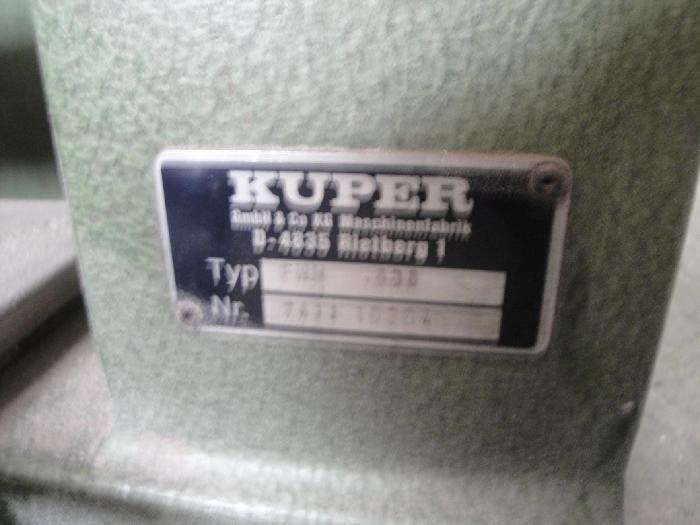 KUPER
GmbH & Co KG Maschinenfabrik
D-4835 Rietberg 1
Typ
Nr.